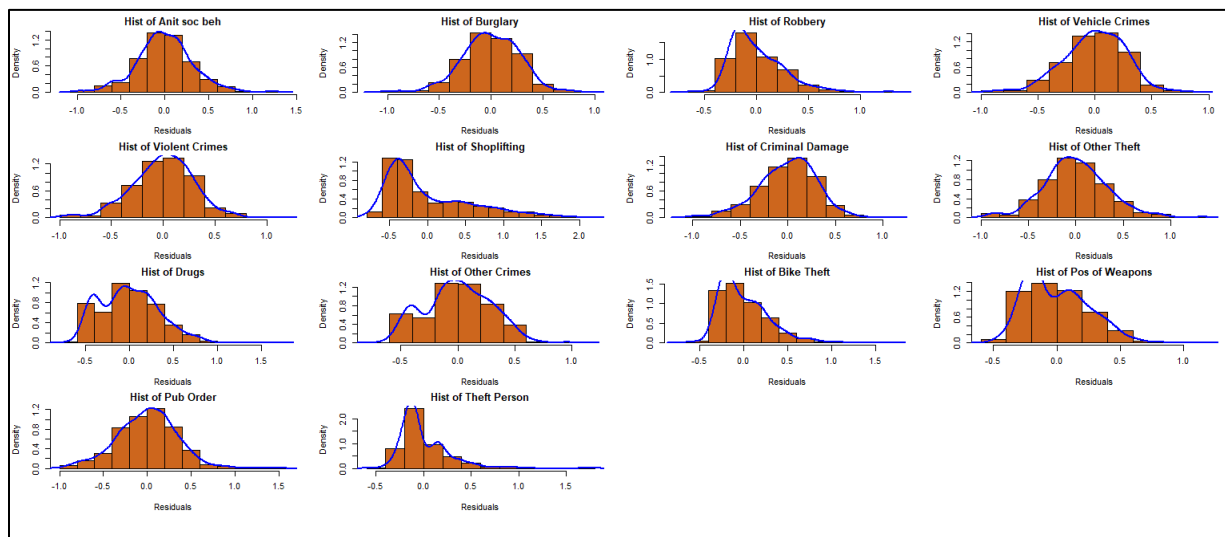 Hist of Anit soc beh
Density
0.0 0.6 1.2
-1.0 -0.5 0.0 0.5 1.0 1.5
Residuals
Hist of Burglary
Density
0.0 0.6 1.2
-1.0 -0.5 0.0 0.5 1.0
Residuals
Hist of Robbery
Density
0.0 1.0
-0.5 0.0 0.5 1.0
Residuals
Hist of Vehicle Crimes
Density
0.0 0.6 1.2
-1.0 -0.5 0.0 0.5 1.0
Residuals
Hist of Violent Crimes
Density
0.0 0.6 1.2
-1.0 -0.5 0.0 0.5 1.0
Residuals
Hist of Shoplifting
Density
0.0 0.4 0.8 1.2
-0.5 0.0 0.5 1.0 1.5 2.0
Residuals
Hist of Criminal Damage
Density
0.0 0.6 1.2
-1.0 -0.5 0.0 0.5 1.0
Residuals
Hist of Other Theft
Density
0.0 0.4 0.8 1.2
-1.0 -0.5 0.0 0.5 1.0
Residuals
Hist of Drugs
Density
0.0 0.4 0.8 1.2
-0.5 0.0 0.5 1.0 1.5
Residuals
Hist of Other Crimes
Density
0.0 0.4 0.8 1.2
-0.5 0.0 0.5 1.0
Residuals
Hist of Bike Theft
Density
0.0 0.5 1.0 1.5
-0.5 0.0 0.5 1.0 1.5
Residuals
Hist of Pos of Weapons
Density
0.0 0.4 0.8 1.2
-0.5 0.0 0.5 1.0
Residuals
Hist of Pub Order
Density
0.0 0.4 0.8 1.2
-1.0 -0.5 0.0 0.5 1.0 1.5
Residuals
Hist of Theft Person
Density
0.0 1.0 2.0
-0.5 0.0 0.5 1.0 1.5
Residuals